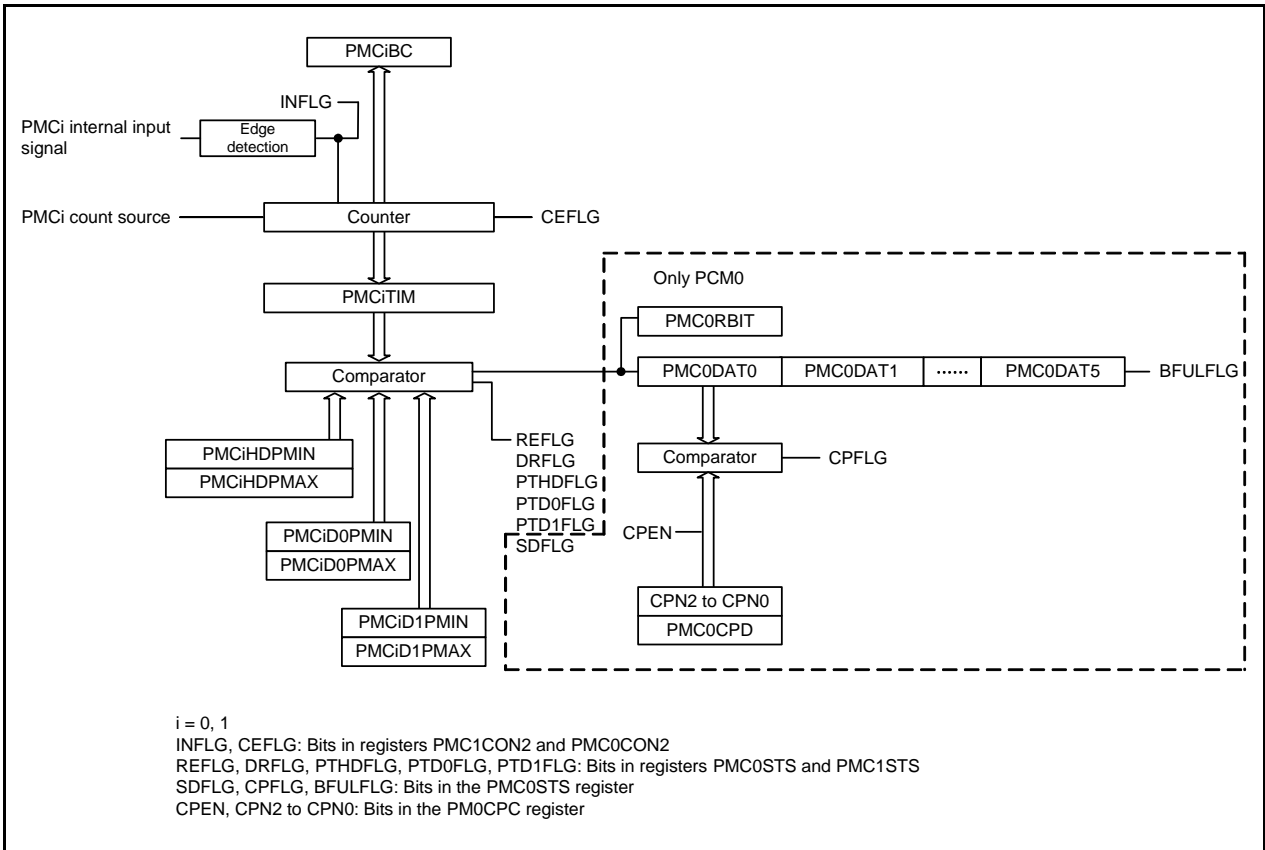 PMCiBC
INFLG
PMCi internal input
signal
Edge
detection
PMCi count source
Counter
CEFLG
Only PCM0
PMCiTIM
PMC0RBIT
Comparator
PMC0DAT0
PMC0DAT1
......
PMC0DAT5
BFULFLG
REFLG
DRFLG
PTHDFLG
PTD0FLG
PTD1FLG
SDFLG
PMCiHDPMIN
PMCiHDPMAX
Comparator
CPFLG
PMCiD0PMIN
PMCiD0PMAX
CPEN
CPN2 to CPN0
PMC0CPD
PMCiD1PMIN
PMCiD1PMAX
i = 0, 1
INFLG, CEFLG: Bits in registers PMC1CON2 and PMC0CON2
REFLG, DRFLG, PTHDFLG, PTD0FLG, PTD1FLG: Bits in registers PMC0STS and PMC1STS
SDFLG, CPFLG, BFULFLG: Bits in the PMC0STS register
CPEN, CPN2 to CPN0: Bits in the PM0CPC register